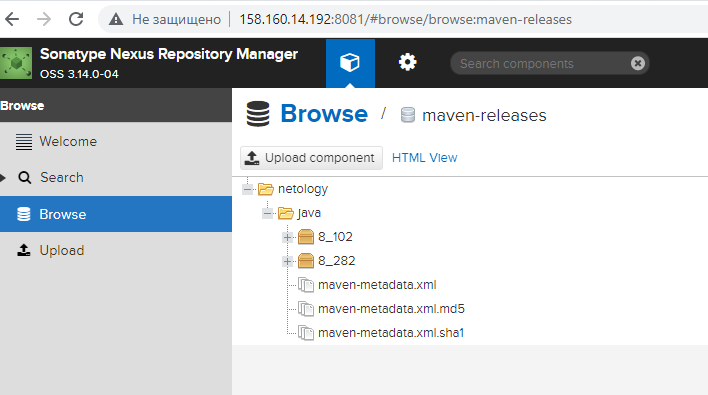 Не защищено 158.160.14.192:8081/#browse/browse:maven-releases
Sonatype Nexus Repository Manager
OSS 3.14.0-04
Search components
Browse
Welcome
Search
Browse
Upload
Browse / maven-releases
Upload component HTML View
netology
java
8_102
8_282
maven-metadata.xml
maven-metadata.xml.md5
maven-metadata.xml.sha1